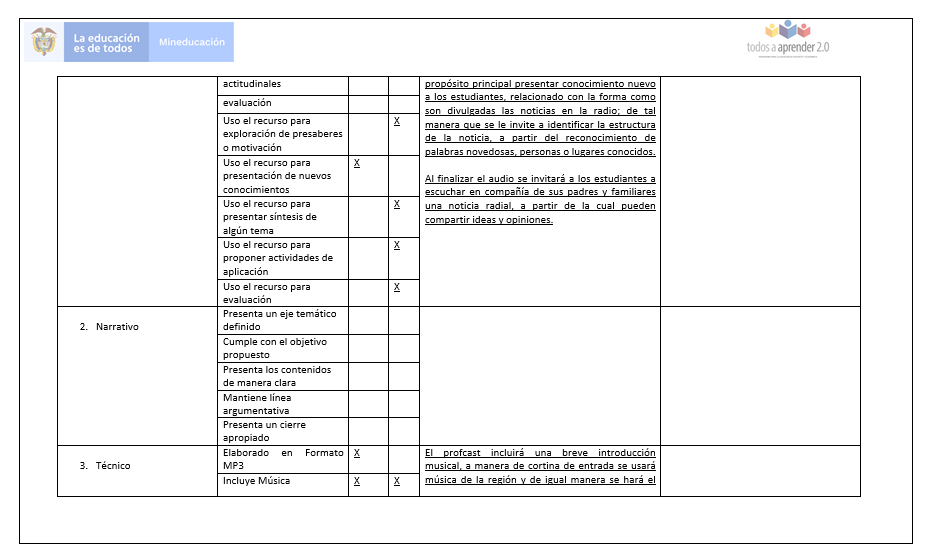 La educación
es de todos
Mineducación
todos a aprender 2.0
actitudinales
evaluación
Uso el recurso para
exploración de presaberes
o motivación
X
Uso el recurso para
presentación de nuevos
conocimientos
X
Uso el recurso para
presentar síntesis de
algún tema
X
Uso el recurso para
proponer actividades de
aplicación
X
Uso el recurso para
evaluación
X
propósito principal presentar conocimiento nuevo
a los estudiantes, relacionado con la forma como
son divulgadas las noticias en la radio; de tal
manera que se le invite a identificar la estructura
de la noticia, a partir del reconocimiento de
palabras novedosas, personas o lugares conocidos.
Al finalizar el audio se invitará a los estudiantes a
escuchar en compañía de sus padres y familiares
una noticia radial, a partir de la cual pueden
compartir ideas y opiniones.
2. Narrativo
Presenta un eje temático
definido
Cumple con el objetivo
propuesto
Presenta los contenidos
de manera clara
Mantiene línea
argumentativa
Presenta un cierre
apropiado
3. Técnico
Elaborado en Formato
MP3
X
Incluye Música
X X
El profcast incluirá una breve introducción
musical, a manera de cortina de entrada se usará
música de la región y de igual manera se hará el